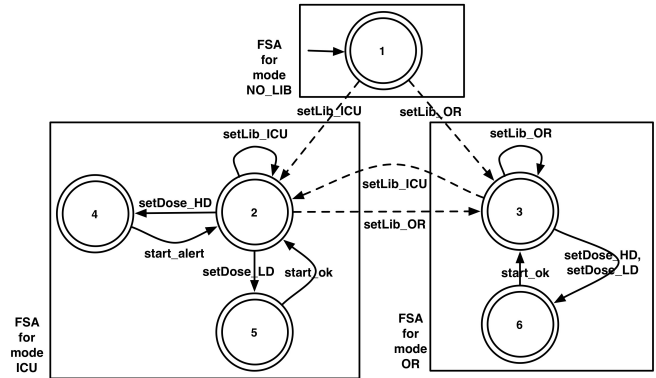 FSA
for
mode
NO_LIB
1
setLib_ICU
setLib_OR
setLib_ICU
setLib_OR
setLib_ICU
setLib_OR
4
setDose_HD
2
3
start_alert
setDose_LD
start_ok
start_ok
setDose_HD,
setDose_LD
5
6
FSA
for
mode
ICU
FSA
for
mode
OR